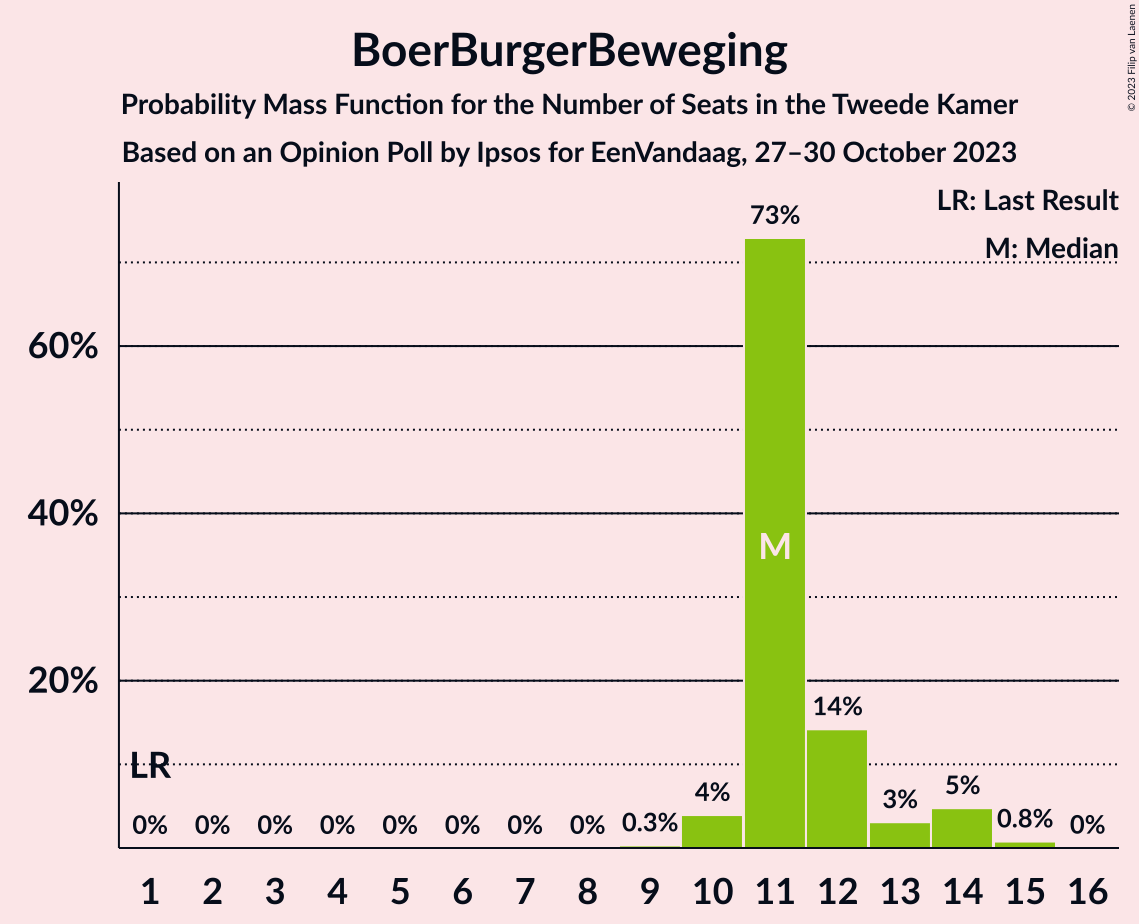 BoerBurgerBeweging
Probability Mass Function for the Number of Seats in the Tweede Kamer
Based on an Opinion Poll by Ipsos for EenVandaag, 27–30 October 2023
© 2023 Filip van Laenen
LR: Last Result
M: Median
73%
60%
40%
M
20%
14%
LR
0% 0% 0% 0% 0% 0% 0% 0% 0.3% 4% 3% 5% 0.8% 0%
1 2 3 4 5 6 7 8 9 10 11 12 13 14 15 16